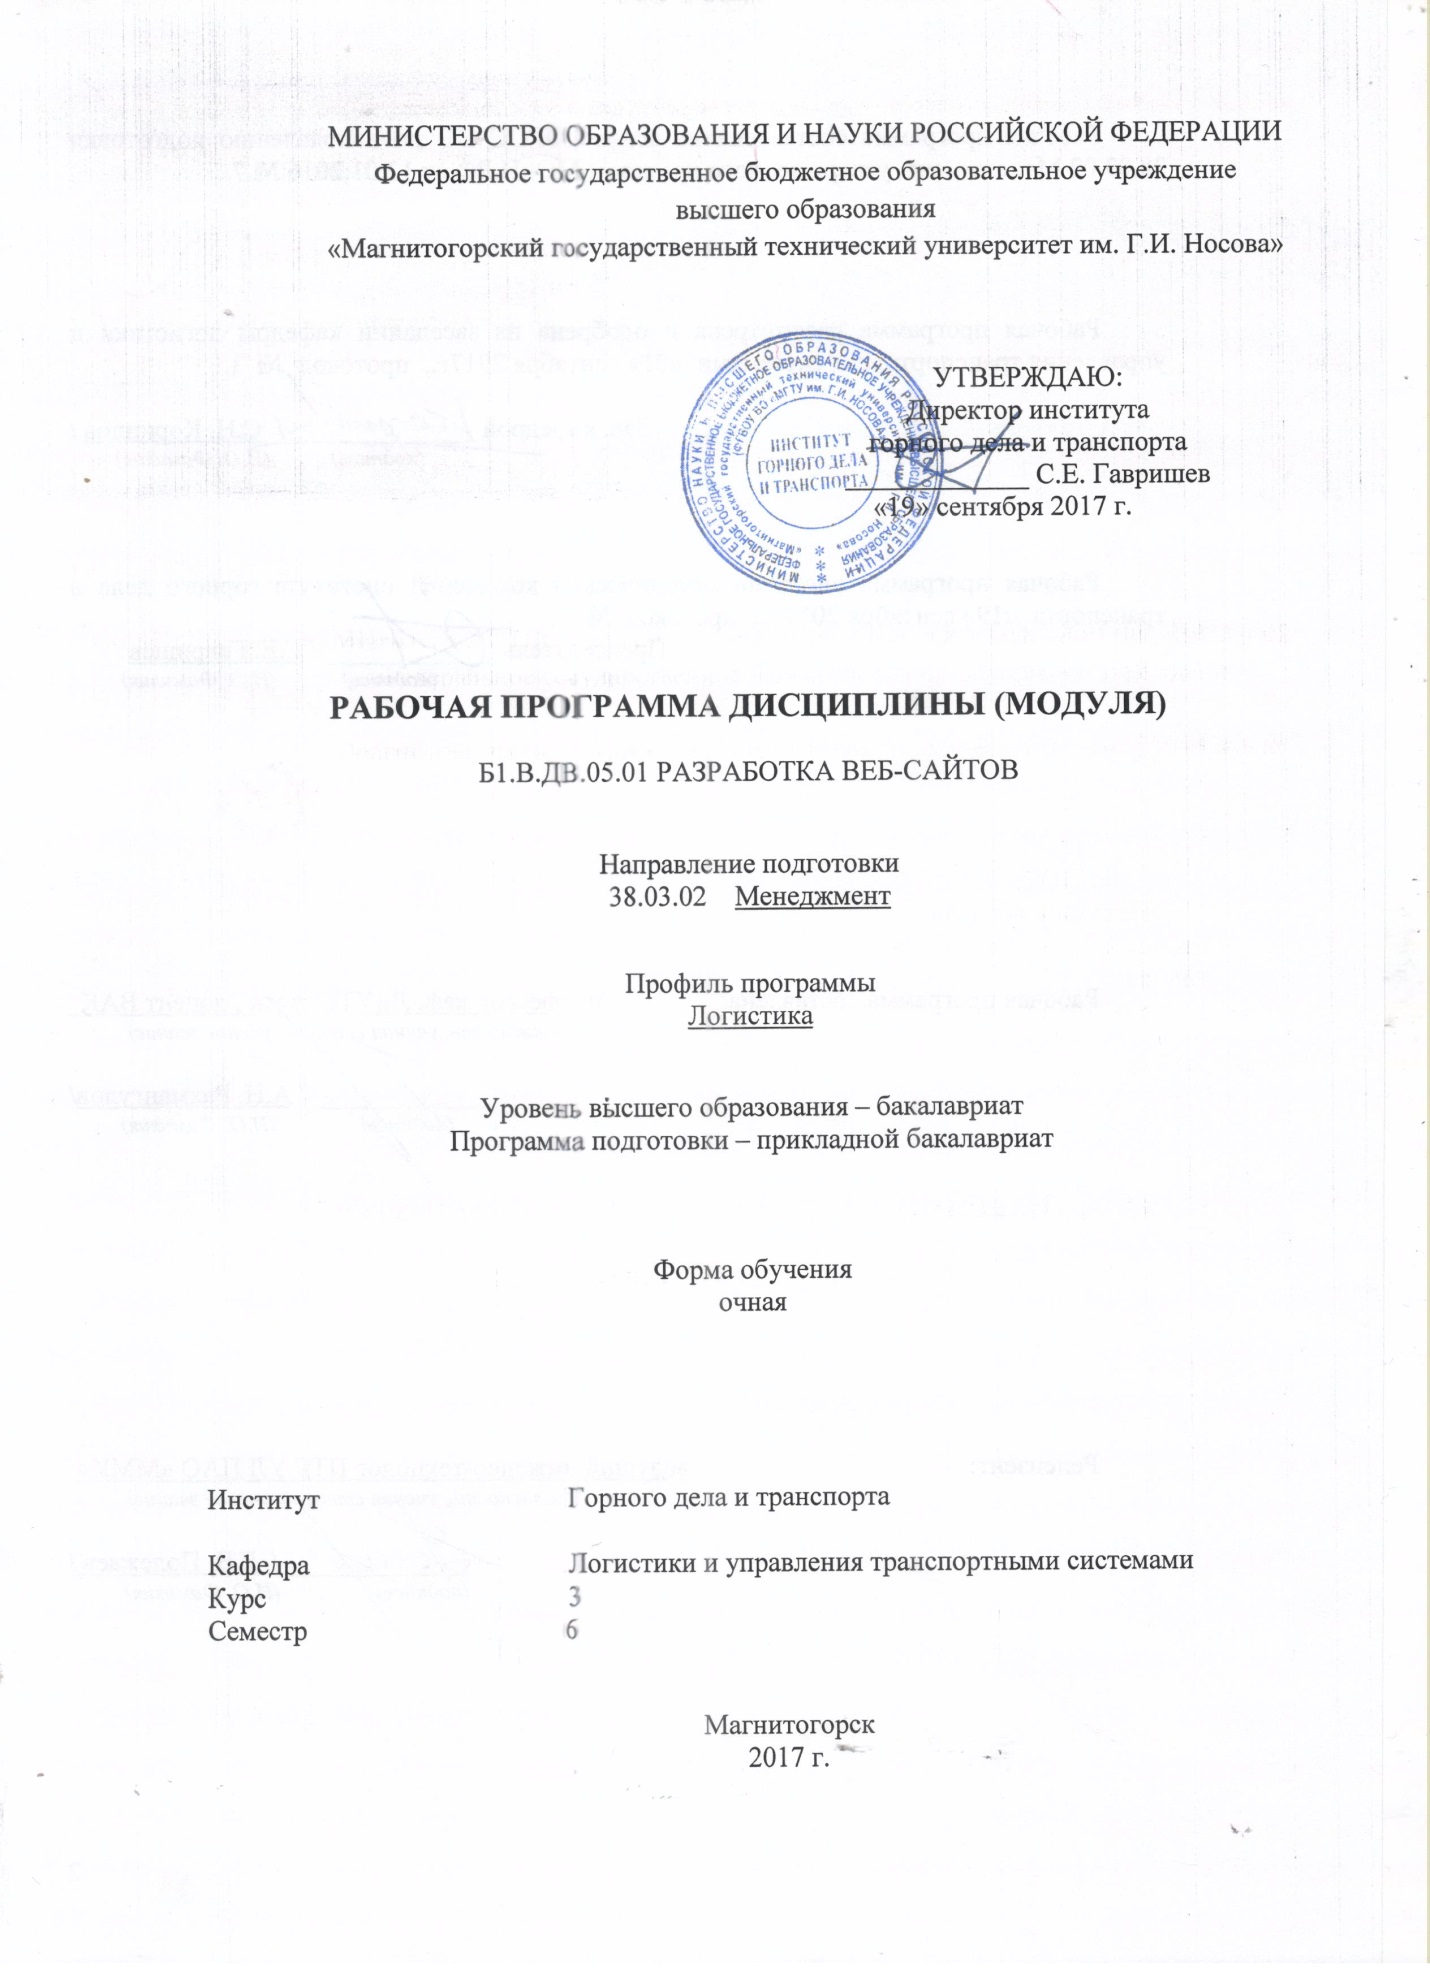 МИНИСТЕРСТВО ОБРАЗОВАНИЯ И НАУКИ РОССИЙСКОЙ ФЕДЕРАЦИИ
Федеральное государственное бюджетное образовательное учреждение
высшего образования
«Магнитогорский государственный технический университет им. Г.И. Носова»
УТВЕРЖДАЮ:
Директор института
горного дела и транспорта
С.Е. Гавришев
«19» сентября 2017 г.
ИНСТИТУТ
ГОРНОГО ДЕЛА
И ТРАНСПОРТА
РАБОЧАЯ ПРОГРАММА ДИСЦИПЛИНЫ (МОДУЛЯ)
Б1.В.ДВ.05.01 РАЗРАБОТКА ВЕБ-САЙТОВ
Направление подготовки
38.03.02 Менеджмент
Профиль программы
Логистика
Уровень высшего образования – бакалавриат
Программа подготовки – прикладной бакалавриат
Форма обучения
очная
Институт Горного дела и транспорта
Кафедра Логистики и управления транспортными системами
Курс 3
Семестр 6
Магнитогорск
2017 г.